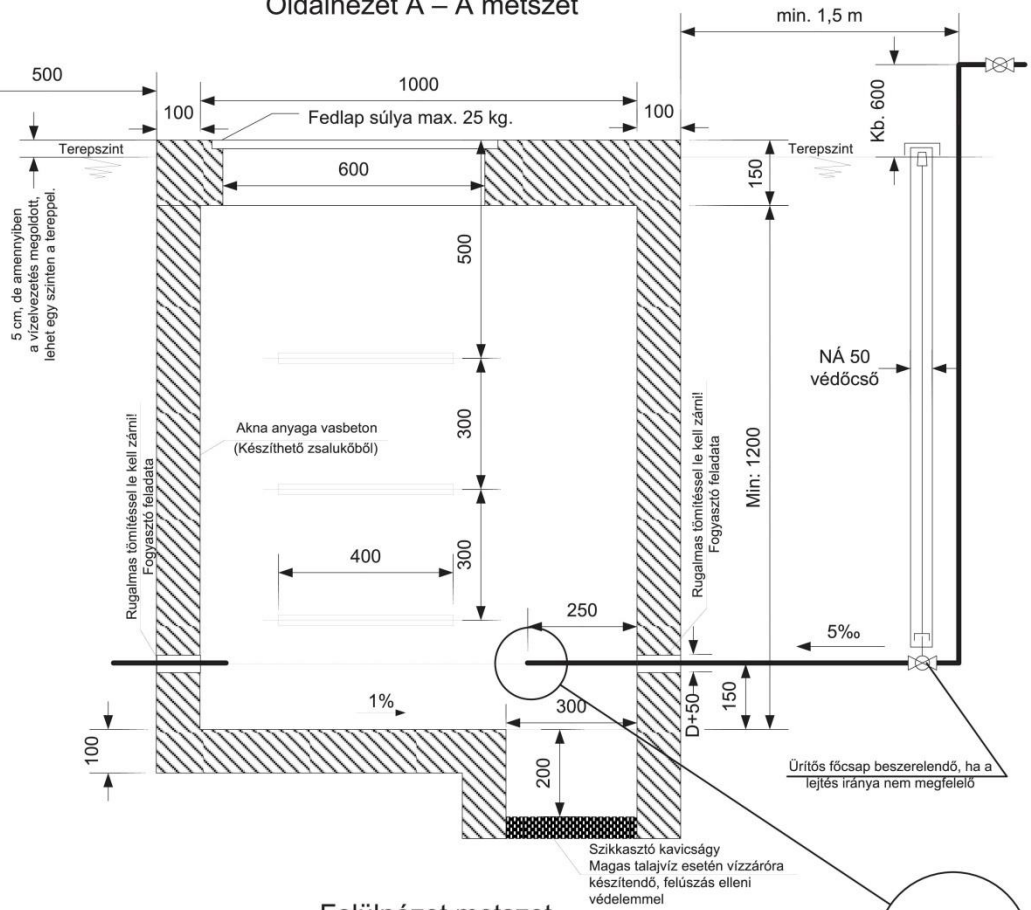 Oldalnézet A – A metszet
min. 1,5 m
500
1000
Kb. 600
100
100
Fedlap súlya max. 25 kg.
Terepszint
Terepszint
600
150
5 cm, de amennyiben
a vízelvezetés megoldott,
lehet egy szinten a tereppel.
500
NÁ 50
védőcső
Rugalmas tömítéssel le kell zárni!
Fogyasztó feladata
Akna anyaga vasbeton
(Készíthető zsalukőből)
300
Min: 1200
Rugalmas tömítéssel le kell zárni!
Fogyasztó feladata
400
300
250
5‰
1%
300
D+50
150
100
200
Ürítős főcsap beszerelendő, ha a
lejtés iránya nem megfelelő
Szikkasztó kavicságy
Magas talajvíz esetén vízzáróra
készítendő, felúszás elleni
védelemmel
Felülnézet metszet